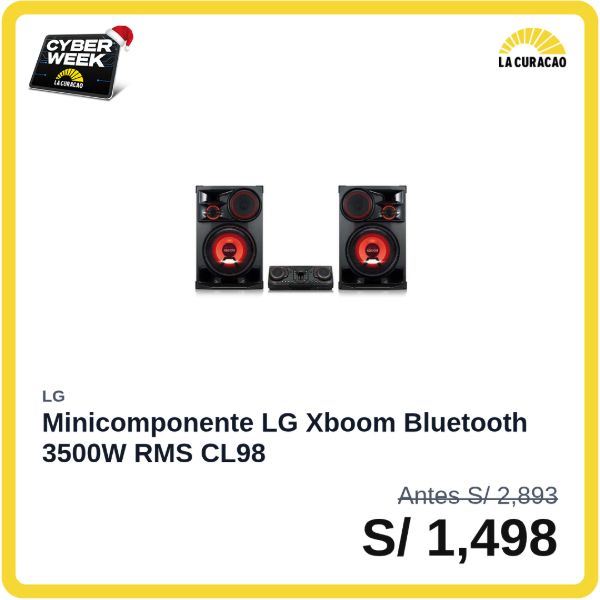 CYBER
WEEK
LA CURACAO
LA CURACAO
LG
Minicomponente LG Xboom Bluetooth
3500W RMS CL98
Antes S/ 2,893
S/ 1,498